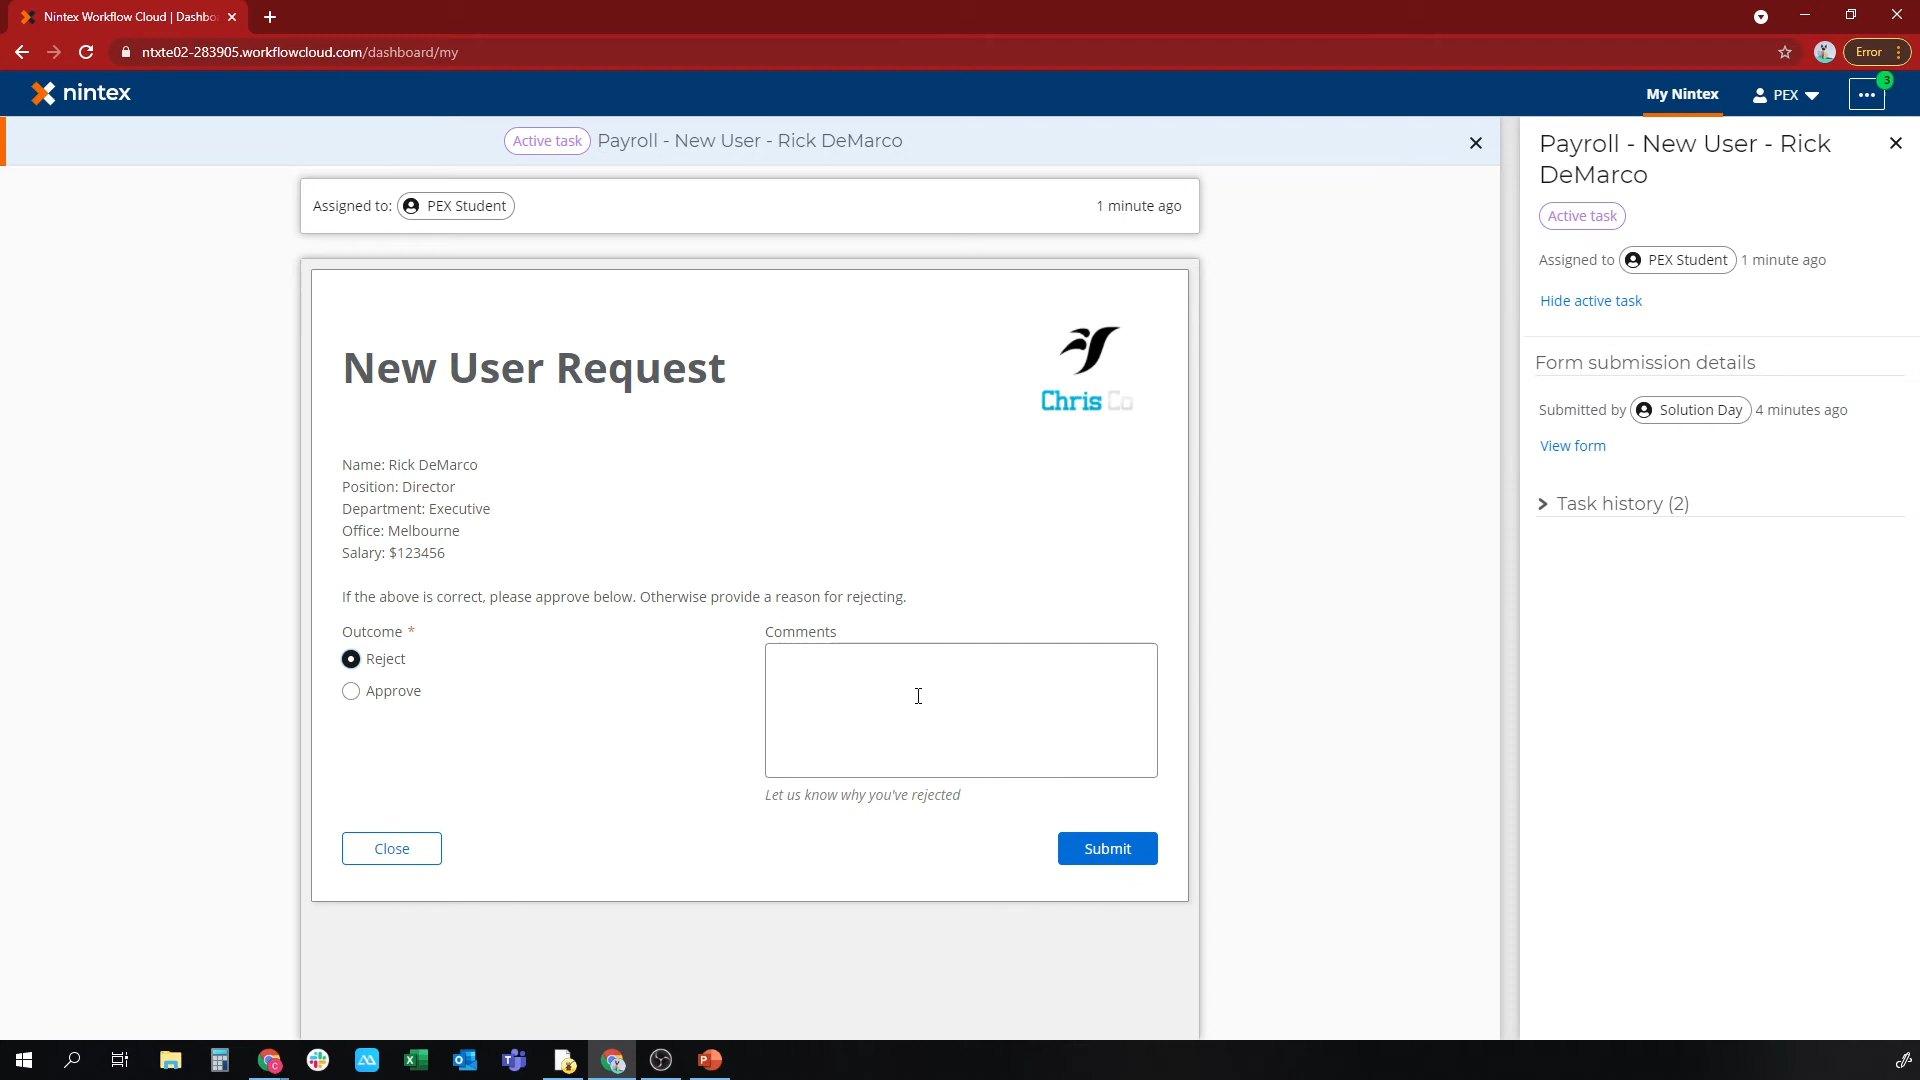 Nintex Workflow Cloud | Dashbo
ntxte02-283905.workflowcloud.com/dashboard/my
Error
nintex
My Nintex
PEX
3
Active task
Payroll - New User - Rick DeMarco
Assigned to:
PEX Student
1 minute ago
New User Request
Chris Co
Name: Rick DeMarco
Position: Director
Department: Executive
Office: Melbourne
Salary: $123456
If the above is correct, please approve below. Otherwise provide a reason for rejecting.
Outcome *
Reject
Approve
Comments
Let us know why you've rejected
Close
Submit
Payroll - New User - Rick
DeMarco
Active task
Assigned to PEX Student 1 minute ago
Hide active task
Form submission details
Submitted by Solution Day 4 minutes ago
View form
Task history (2)